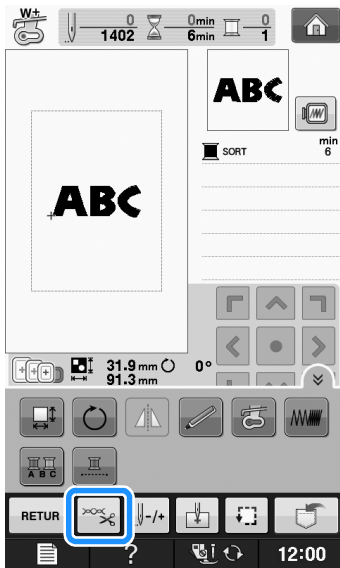 W+
0 0min 0
1402 6min 1
ABC
min
SORT 6
ABC
31.9 mm 0°
91.3 mm
A B C
RETUR -/+
?
12:00